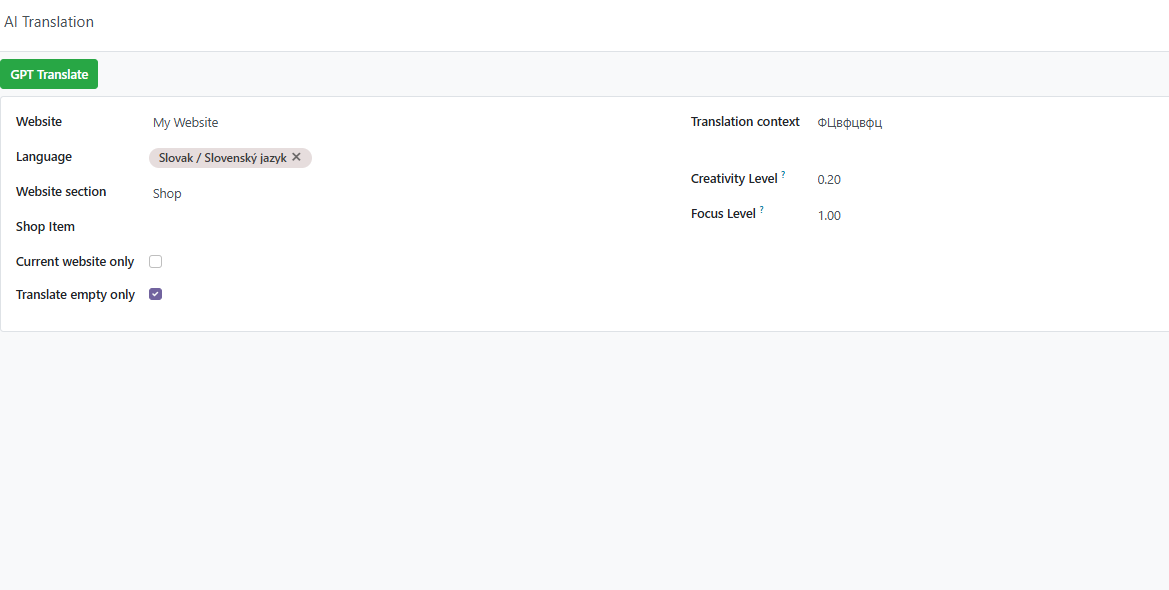 AI Translation
GPT Translate
Website My Website
Language Slovak / Slovenský jazyk ✕
Website section Shop
Shop Item
Current website only
Translate empty only
Translation context ФЦвфцвфц
Creativity Level ? 0.20
Focus Level ? 1.00